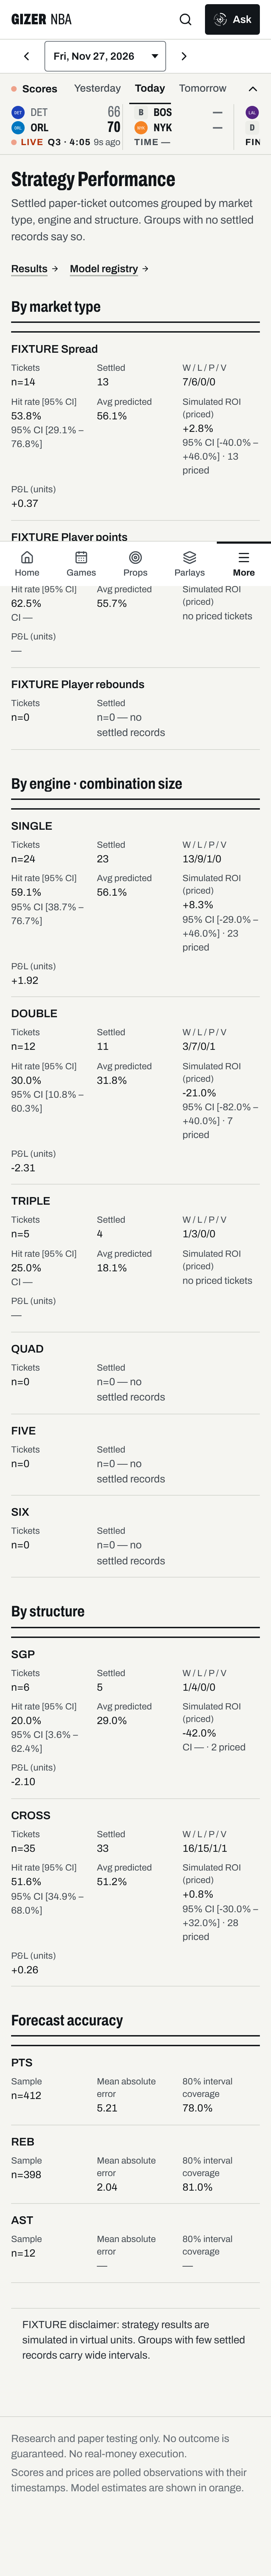 GIZER NBA
Ask
Fri, Nov 27, 2026
Scores
Yesterday
Today
Tomorrow
DET 66
ORL 70
LIVE Q3 · 4:05 9s ago
B BOS —
NYK —
TIME —
LAL
D
FIN
Strategy Performance
Settled paper-ticket outcomes grouped by market
type, engine and structure. Groups with no settled
records say so.
Results →
Model registry →
By market type
FIXTURE Spread
Tickets
n=14
Settled
13
W / L / P / V
7/6/0/0
Hit rate [95% CI]
53.8%
95% CI [29.1% –
76.8%]
Avg predicted
56.1%
Simulated ROI
(priced)
+2.8%
95% CI [-40.0% –
+46.0%] · 13
priced
P&L (units)
+0.37
FIXTURE Player points
Home
Games
Props
Parlays
More
Hit rate [95% CI]
62.5%
CI —
Avg predicted
55.7%
(priced)
no priced tickets
P&L (units)
—
FIXTURE Player rebounds
Tickets
n=0
Settled
n=0 — no
settled records
By engine · combination size
SINGLE
Tickets
n=24
Settled
23
W / L / P / V
13/9/1/0
Hit rate [95% CI]
59.1%
95% CI [38.7% –
76.7%]
Avg predicted
56.1%
Simulated ROI
(priced)
+8.3%
95% CI [-29.0% –
+46.0%] · 23
priced
P&L (units)
+1.92
DOUBLE
Tickets
n=12
Settled
11
W / L / P / V
3/7/0/1
Hit rate [95% CI]
30.0%
95% CI [10.8% –
60.3%]
Avg predicted
31.8%
Simulated ROI
(priced)
-21.0%
95% CI [-82.0% –
+40.0%] · 7
priced
P&L (units)
-2.31
TRIPLE
Tickets
n=5
Settled
4
W / L / P / V
1/3/0/0
Hit rate [95% CI]
25.0%
CI —
Avg predicted
18.1%
Simulated ROI
(priced)
no priced tickets
P&L (units)
—
QUAD
Tickets
n=0
Settled
n=0 — no
settled records
FIVE
Tickets
n=0
Settled
n=0 — no
settled records
SIX
Tickets
n=0
Settled
n=0 — no
settled records
By structure
SGP
Tickets
n=6
Settled
5
W / L / P / V
1/4/0/0
Hit rate [95% CI]
20.0%
95% CI [3.6% –
62.4%]
Avg predicted
29.0%
Simulated ROI
(priced)
-42.0%
CI — · 2 priced
P&L (units)
-2.10
CROSS
Tickets
n=35
Settled
33
W / L / P / V
16/15/1/1
Hit rate [95% CI]
51.6%
95% CI [34.9% –
68.0%]
Avg predicted
51.2%
Simulated ROI
(priced)
+0.8%
95% CI [-30.0% –
+32.0%] · 28
priced
P&L (units)
+0.26
Forecast accuracy
PTS
Sample
n=412
Mean absolute
error
5.21
80% interval
coverage
78.0%
REB
Sample
n=398
Mean absolute
error
2.04
80% interval
coverage
81.0%
AST
Sample
n=12
Mean absolute
error
—
80% interval
coverage
—
FIXTURE disclaimer: strategy results are
simulated in virtual units. Groups with few settled
records carry wide intervals.
Research and paper testing only. No outcome is
guaranteed. No real-money execution.
Scores and prices are polled observations with their
timestamps. Model estimates are shown in orange.